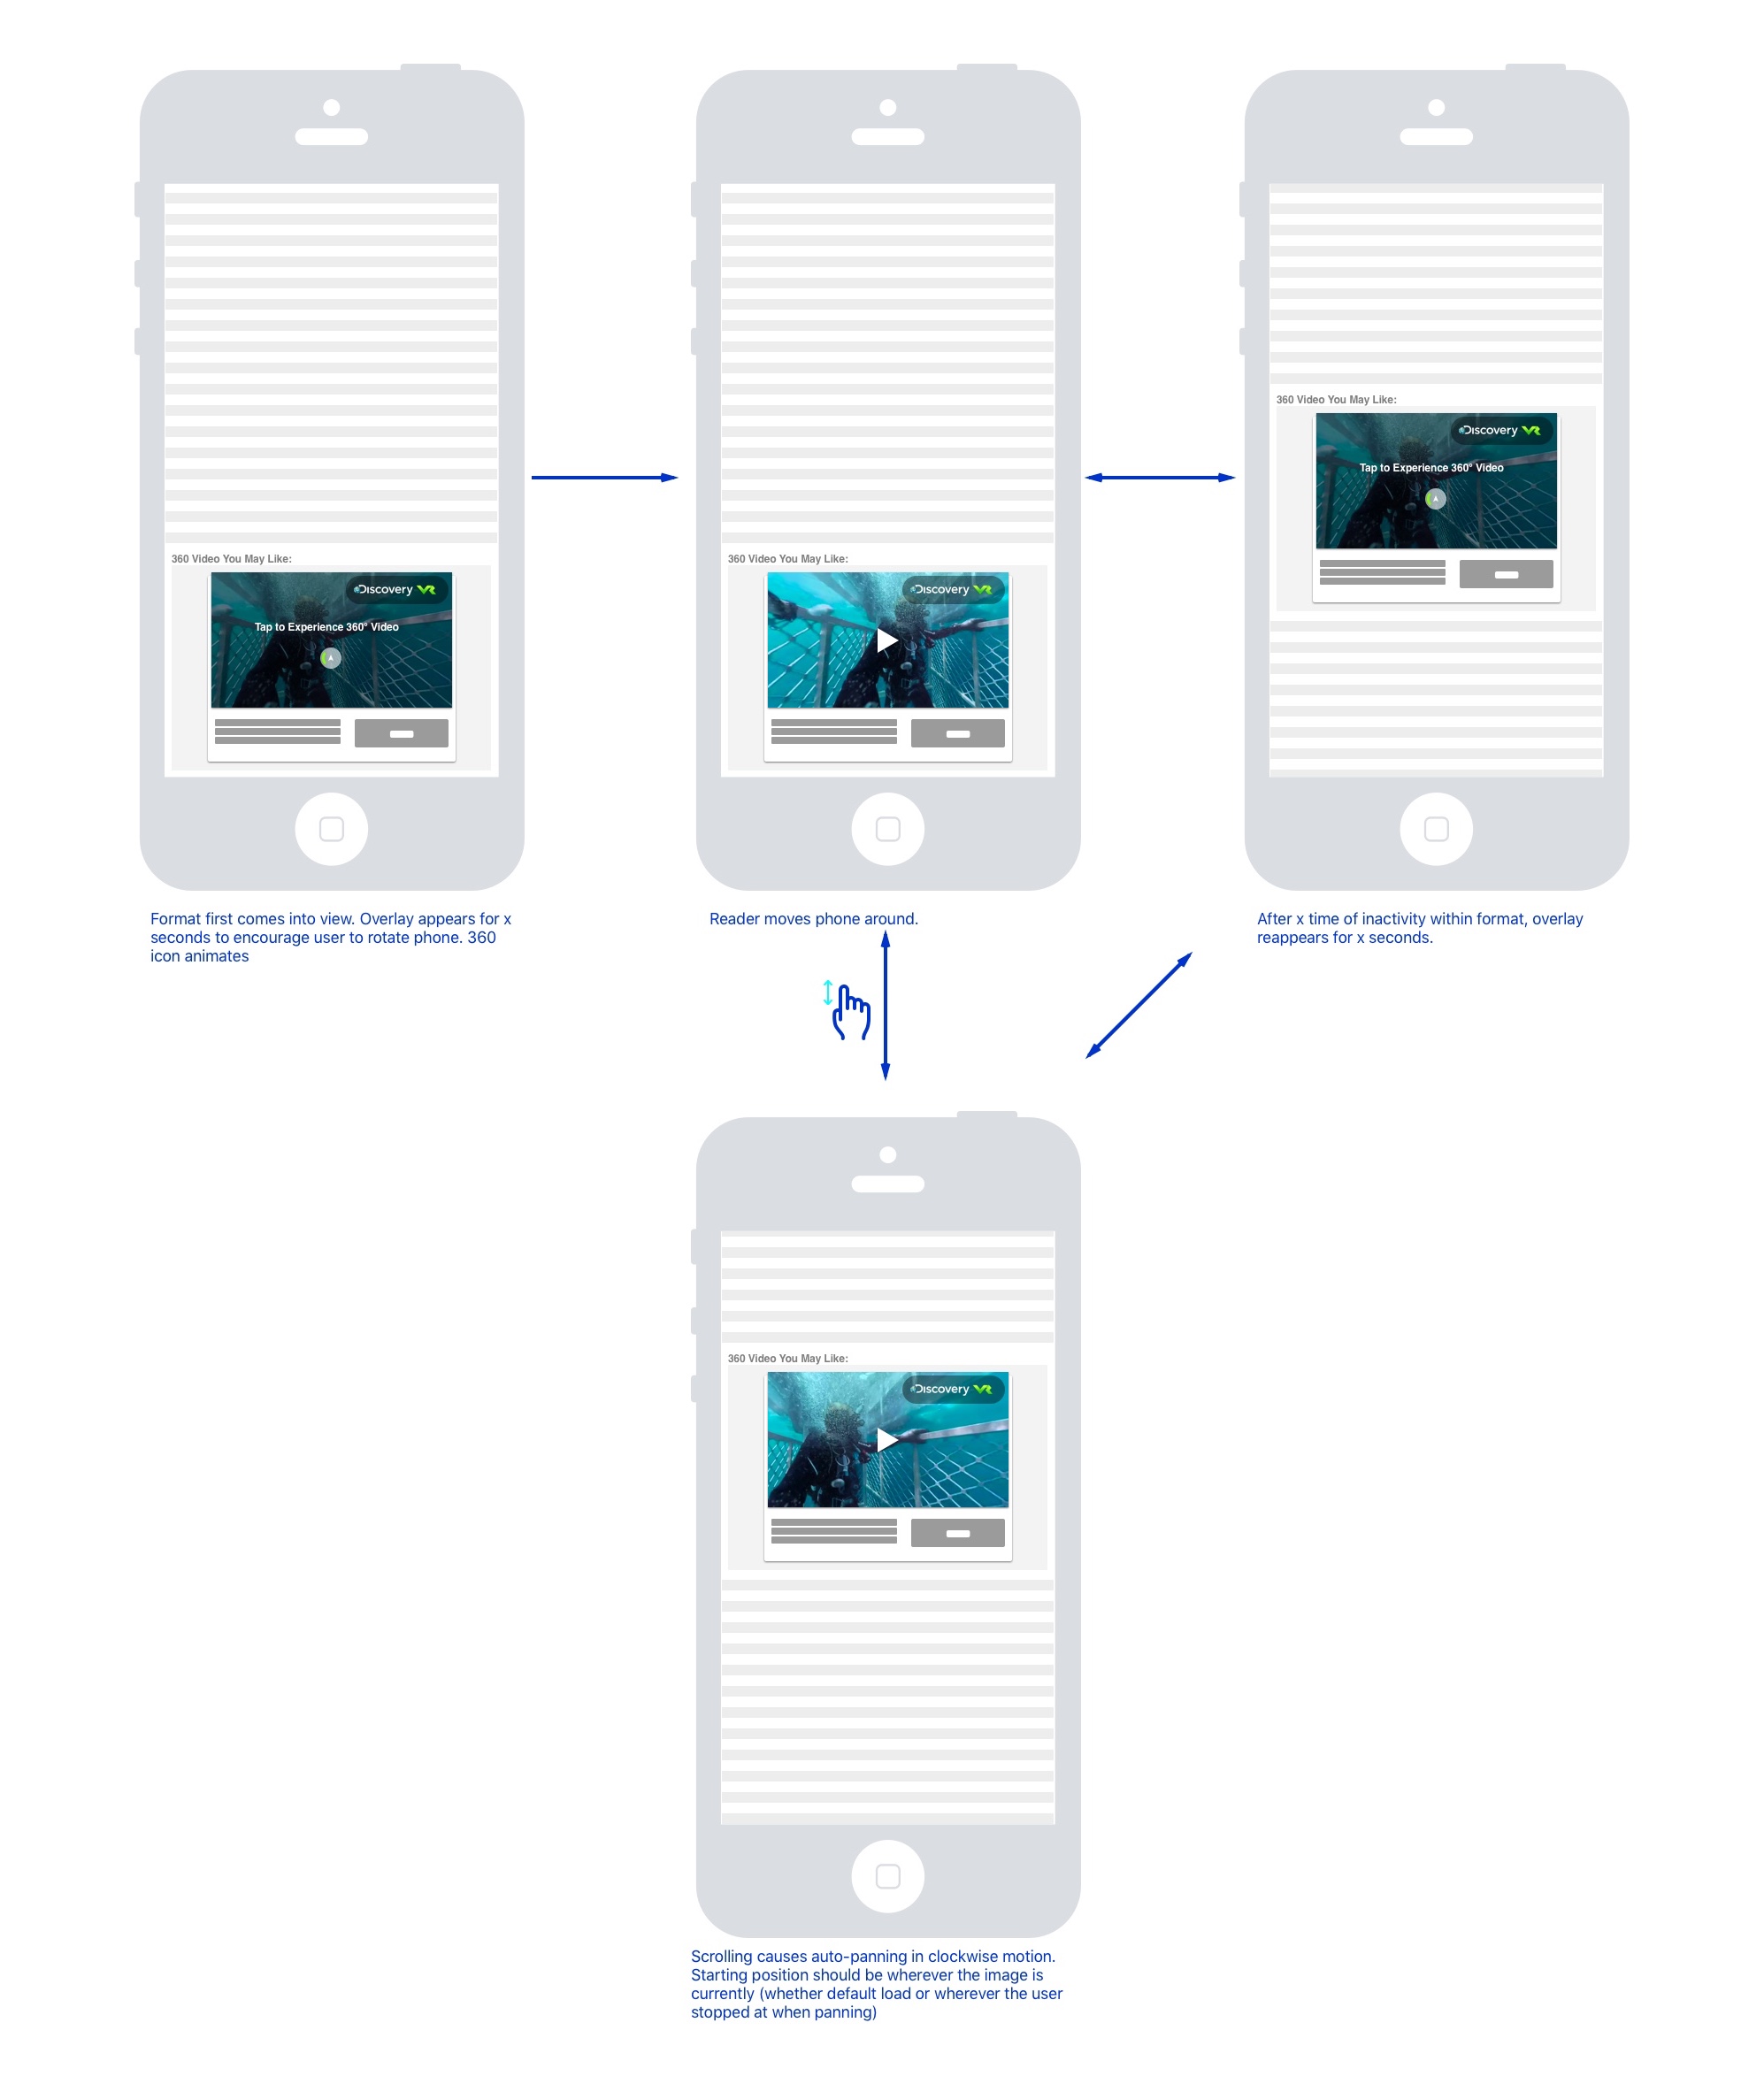 360 Video You May Like:
Discovery VR
Tap to Experience 360° Video
Format first comes into view. Overlay appears for x
seconds to encourage user to rotate phone. 360
icon animates
360 Video You May Like:
Discovery VR
Reader moves phone around.
360 Video You May Like:
Discovery VR
Tap to Experience 360° Video
After x time of inactivity within format, overlay
reappears for x seconds.
360 Video You May Like:
Discovery VR
Scrolling causes auto-panning in clockwise motion.
Starting position should be wherever the image is
currently (whether default load or wherever the user
stopped at when panning)